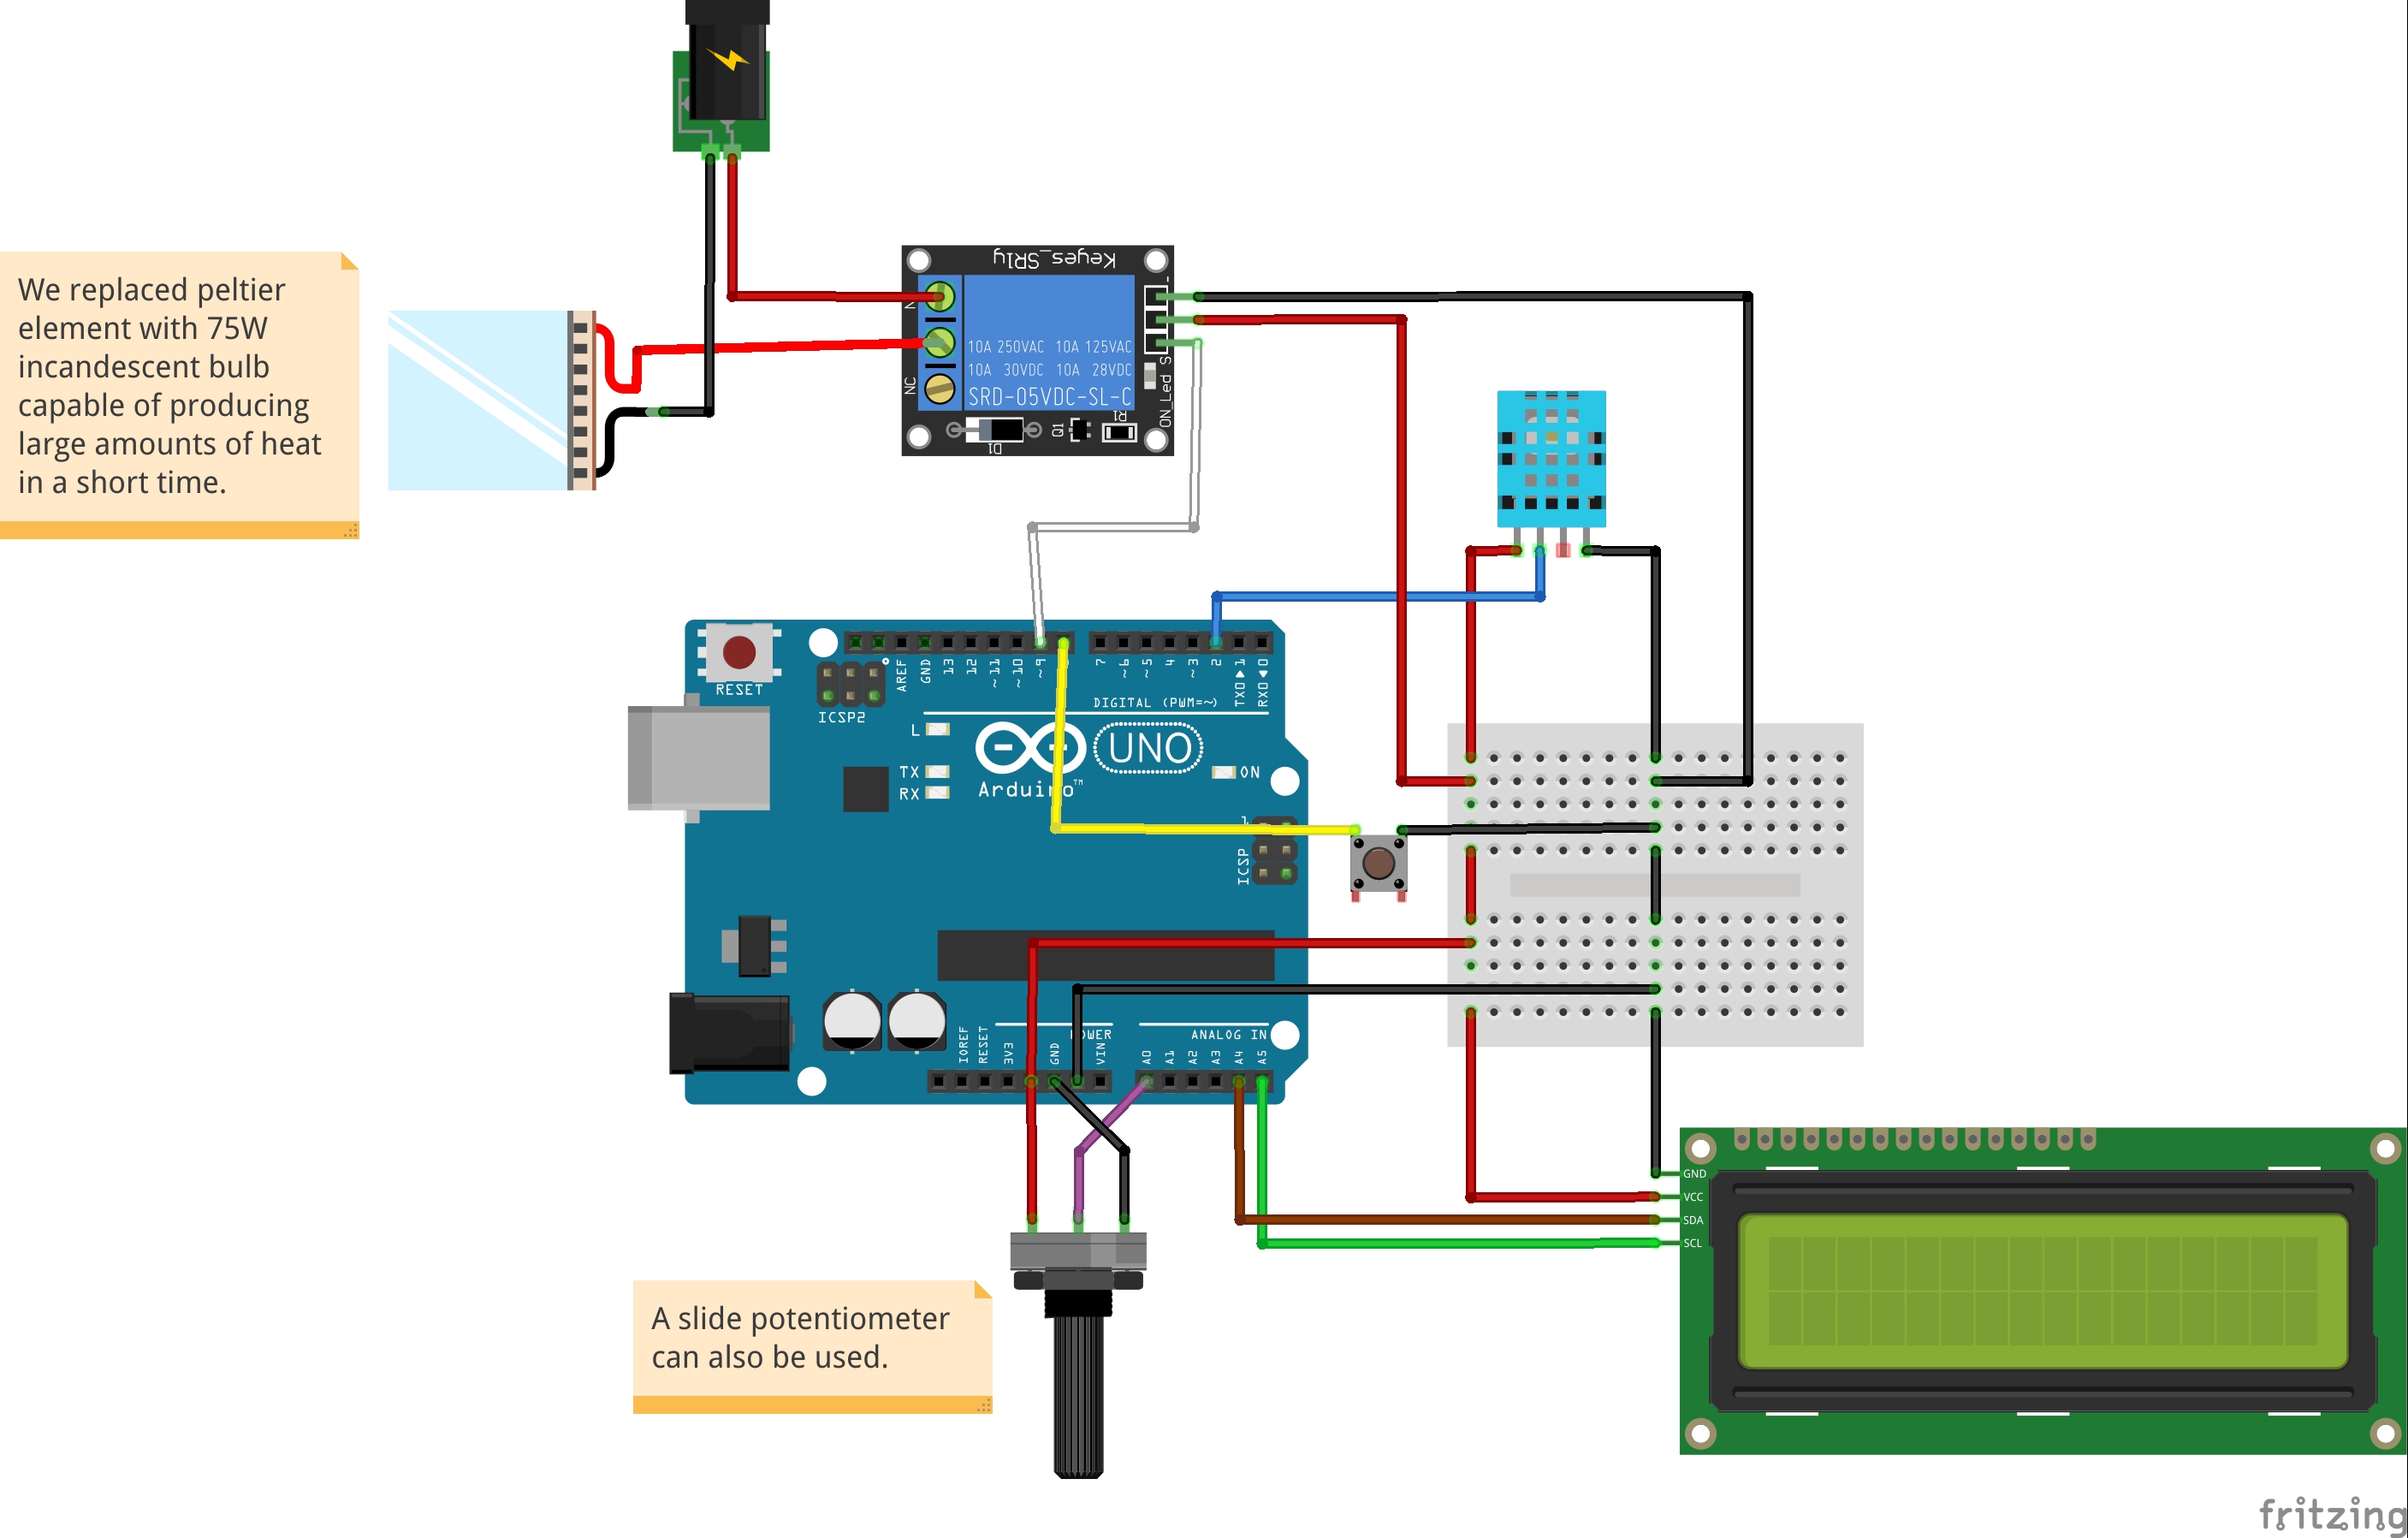 We replaced peltier
element with 75W
incandescent bulb
capable of producing
large amounts of heat
in a short time.
Keyes_SR1y
N
NC
10A 250VAC 10A 125VAC
10A 30VDC 10A 28VDC
SRD-05VDC-SL-C
-
S
ON_Led
D1
Q1
R1
RESET
ICSP2
AREF
GND
13
12
~11
~10
~9
7
~6
~5
4
~3
2
TX0▶1
RX0◀0
DIGITAL (PWM=~)
L
TX
RX
UNO
Arduino™
ON
1
ICSP
IOREF
RESET
3V3
GND
VIN
POWER
ANALOG IN
A0
A1
A2
A3
A4
A5
GND
VCC
SDA
SCL
A slide potentiometer
can also be used.
fritzing